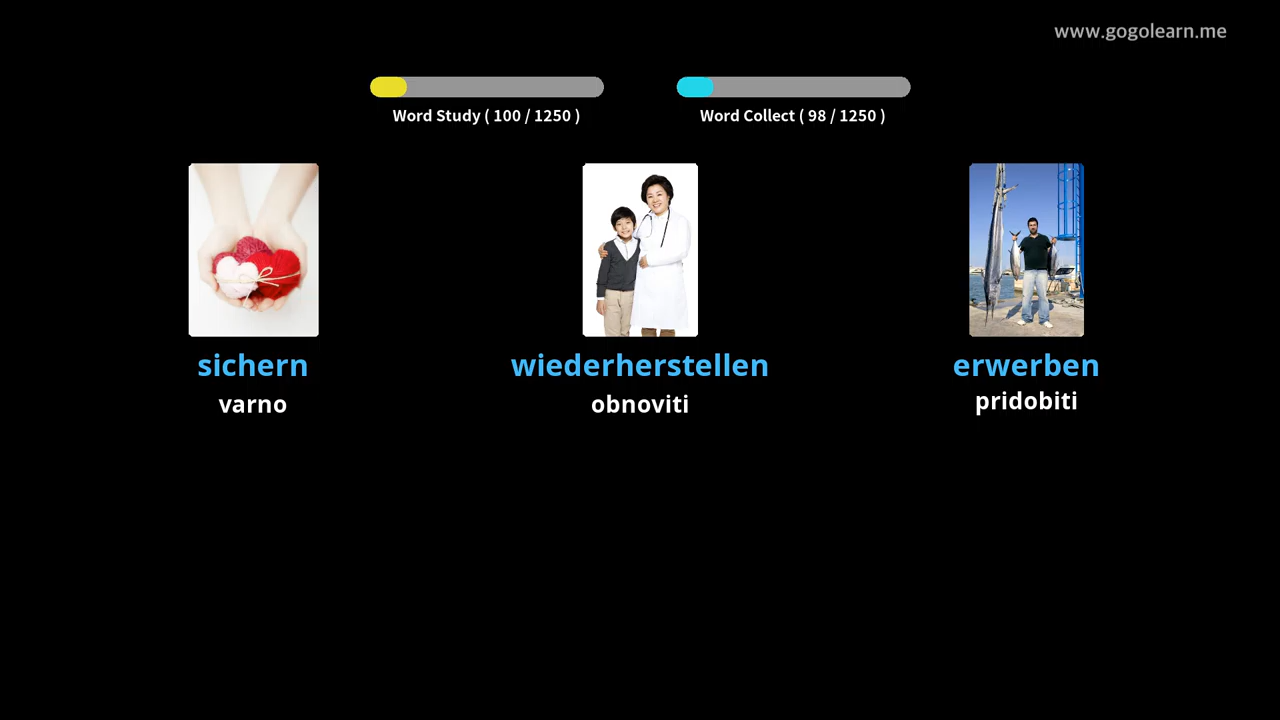 www.gogolearn.me
Word Study ( 100 / 1250 )
Word Collect ( 98 / 1250 )
sichern
varno
wiederherstellen
obnoviti
erwerben
pridobiti